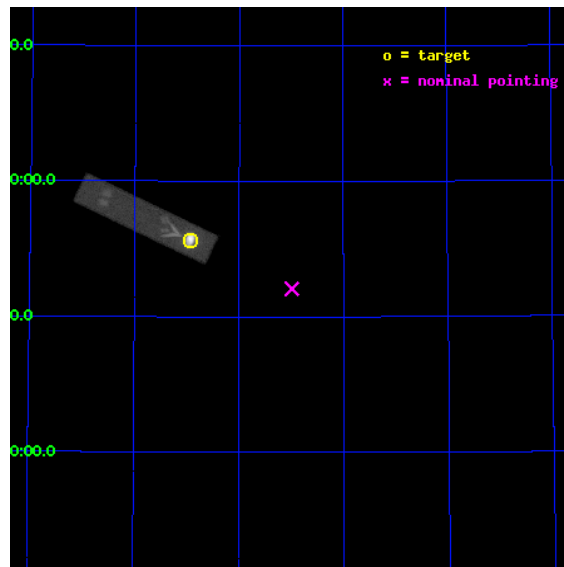 0.0
o = target
x = nominal pointing
0:00.0
0.0
0:00.0